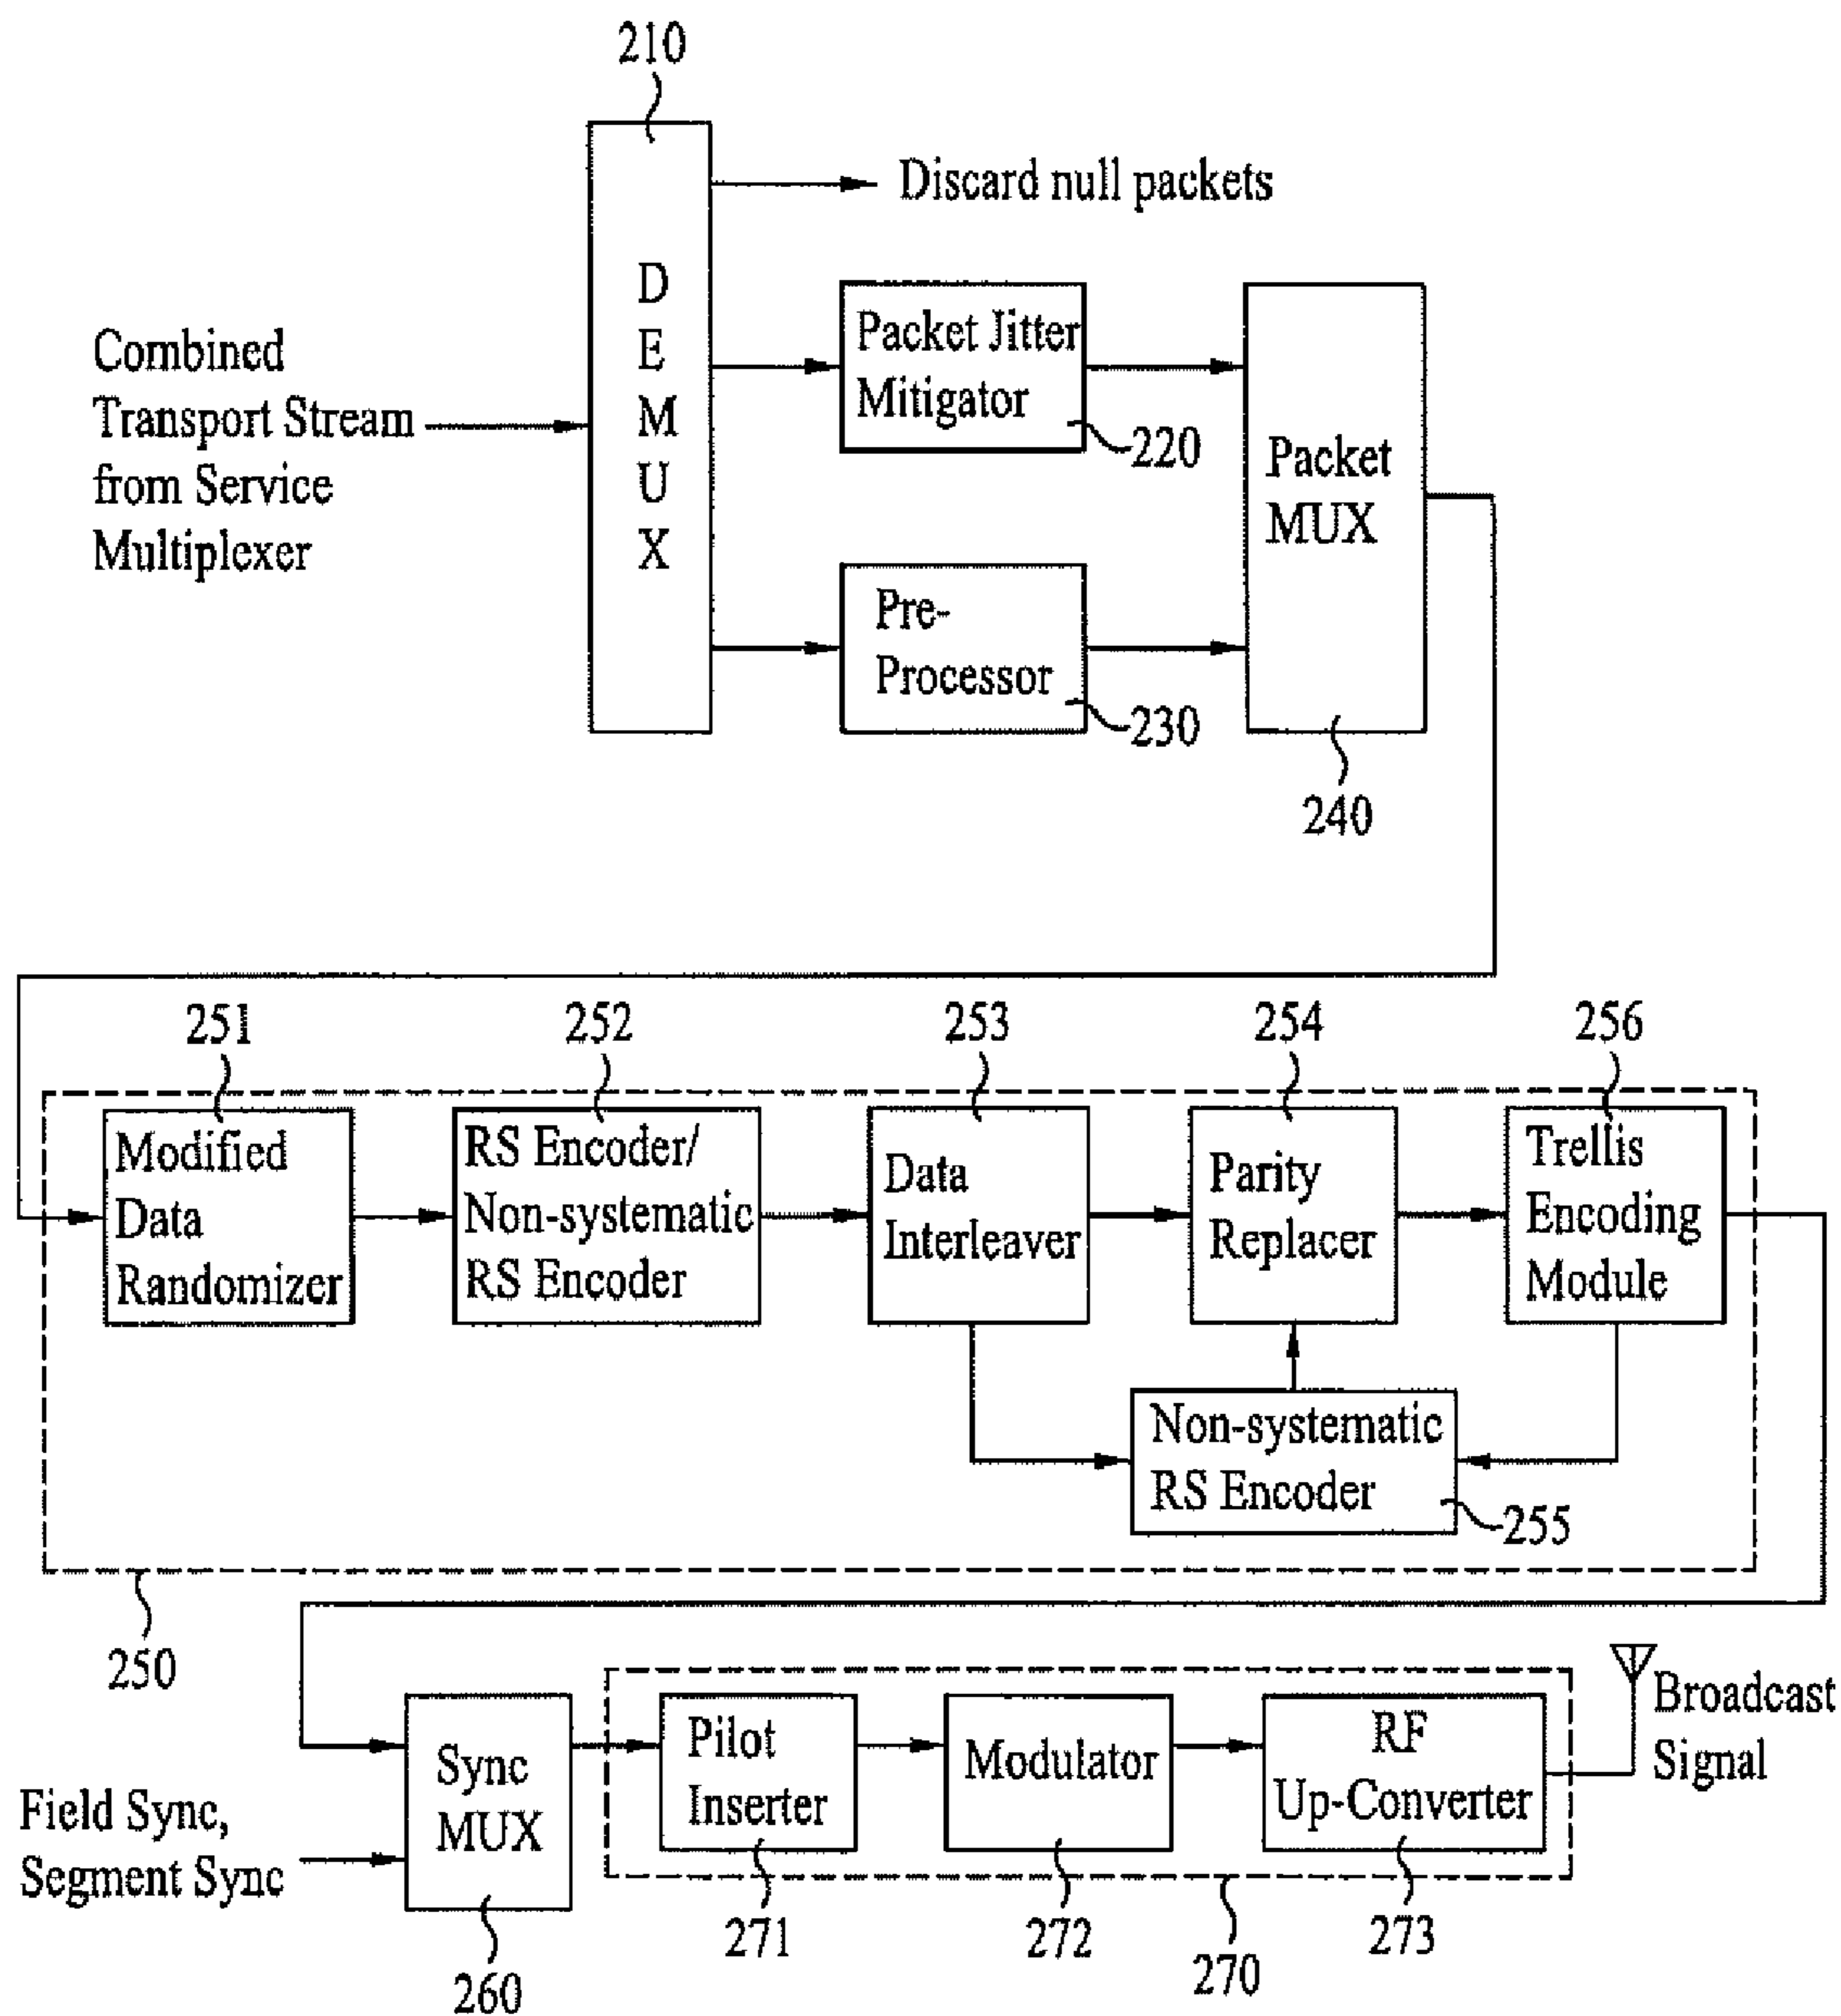 210
Discard null packets
D
E
M
U
X
Combined
Transport Stream
from Service
Multiplexer
Packet Jitter
Mitigator
220
Pre-
Processor
230
Packet
MUX
240
251
252
253
254
256
Modified
Data
Randomizer
RS Encoder/
Non-systematic
RS Encoder
Data
Interleaver
Parity
Replacer
Trellis
Encoding
Module
Non-systematic
RS Encoder
255
250
Field Sync,
Segment Sync
Sync
MUX
260
Pilot
Inserter
271
Modulator
272
RF
Up-Converter
273
270
Broadcast
Signal